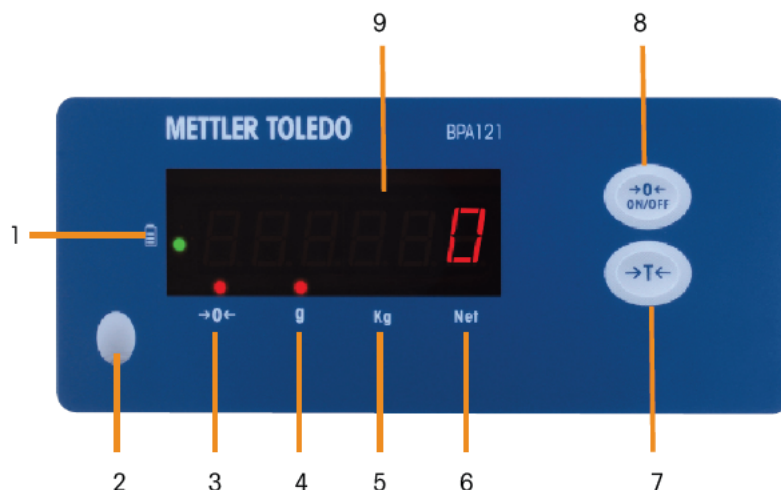 9
8
METTLER TOLEDO BPA121
→0←
ON/OFF
1
0
→T←
→0← g Kg Net
2 3 4 5 6 7